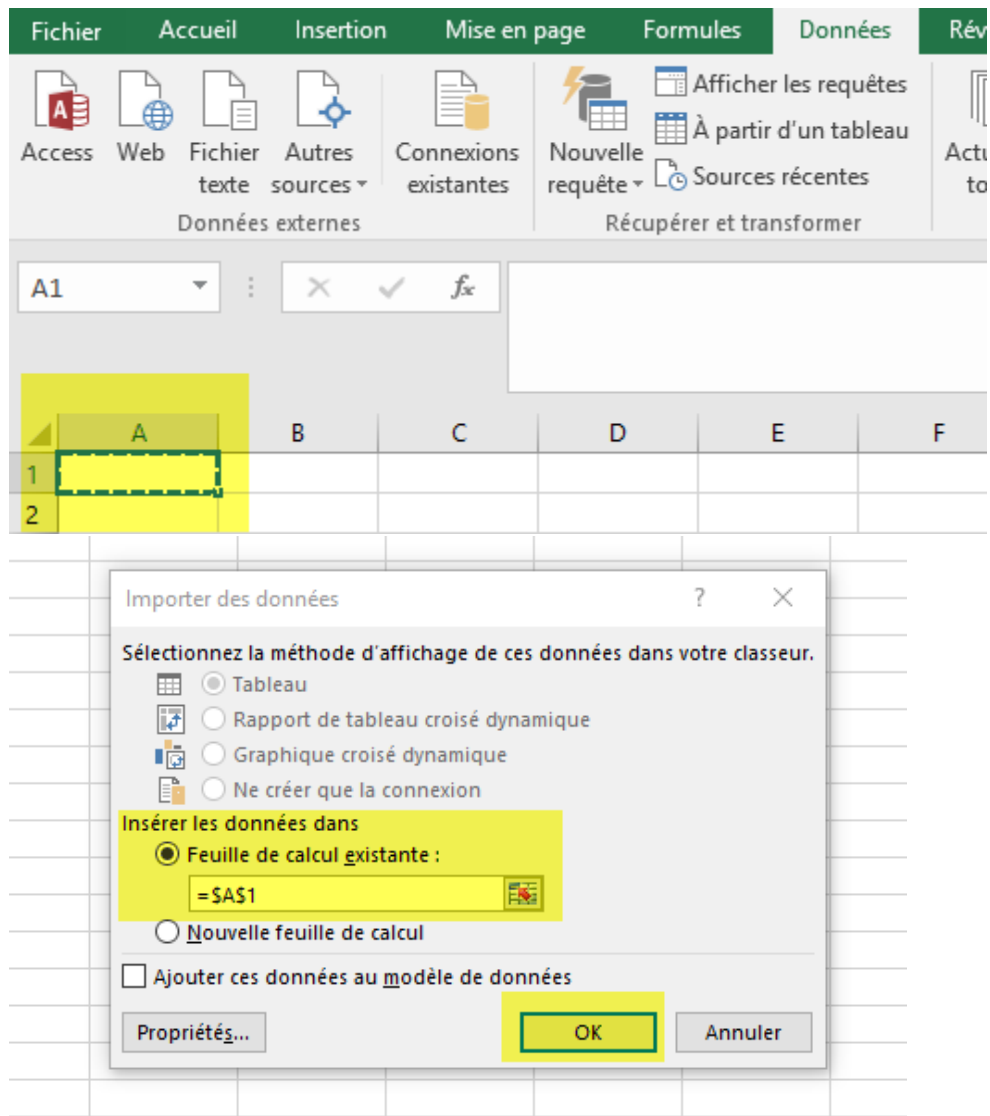 Fichier Accueil Insertion Mise en page Formules Données Rév
Access Web Fichier texte Autres sources Connexions existantes Nouvelle requête Afficher les requêtes
À partir d'un tableau
Sources récentes
Actu
to
Données externes Récupérer et transformer
A1 fx
A B C D E F
1
2
Importer des données ?
Sélectionnez la méthode d'affichage de ces données dans votre classeur.
Tableau
Rapport de tableau croisé dynamique
Graphique croisé dynamique
Ne créer que la connexion
Insérer les données dans
Feuille de calcul existante :
=$A$1
Nouvelle feuille de calcul
Ajouter ces données au modèle de données
Propriétés... OK Annuler